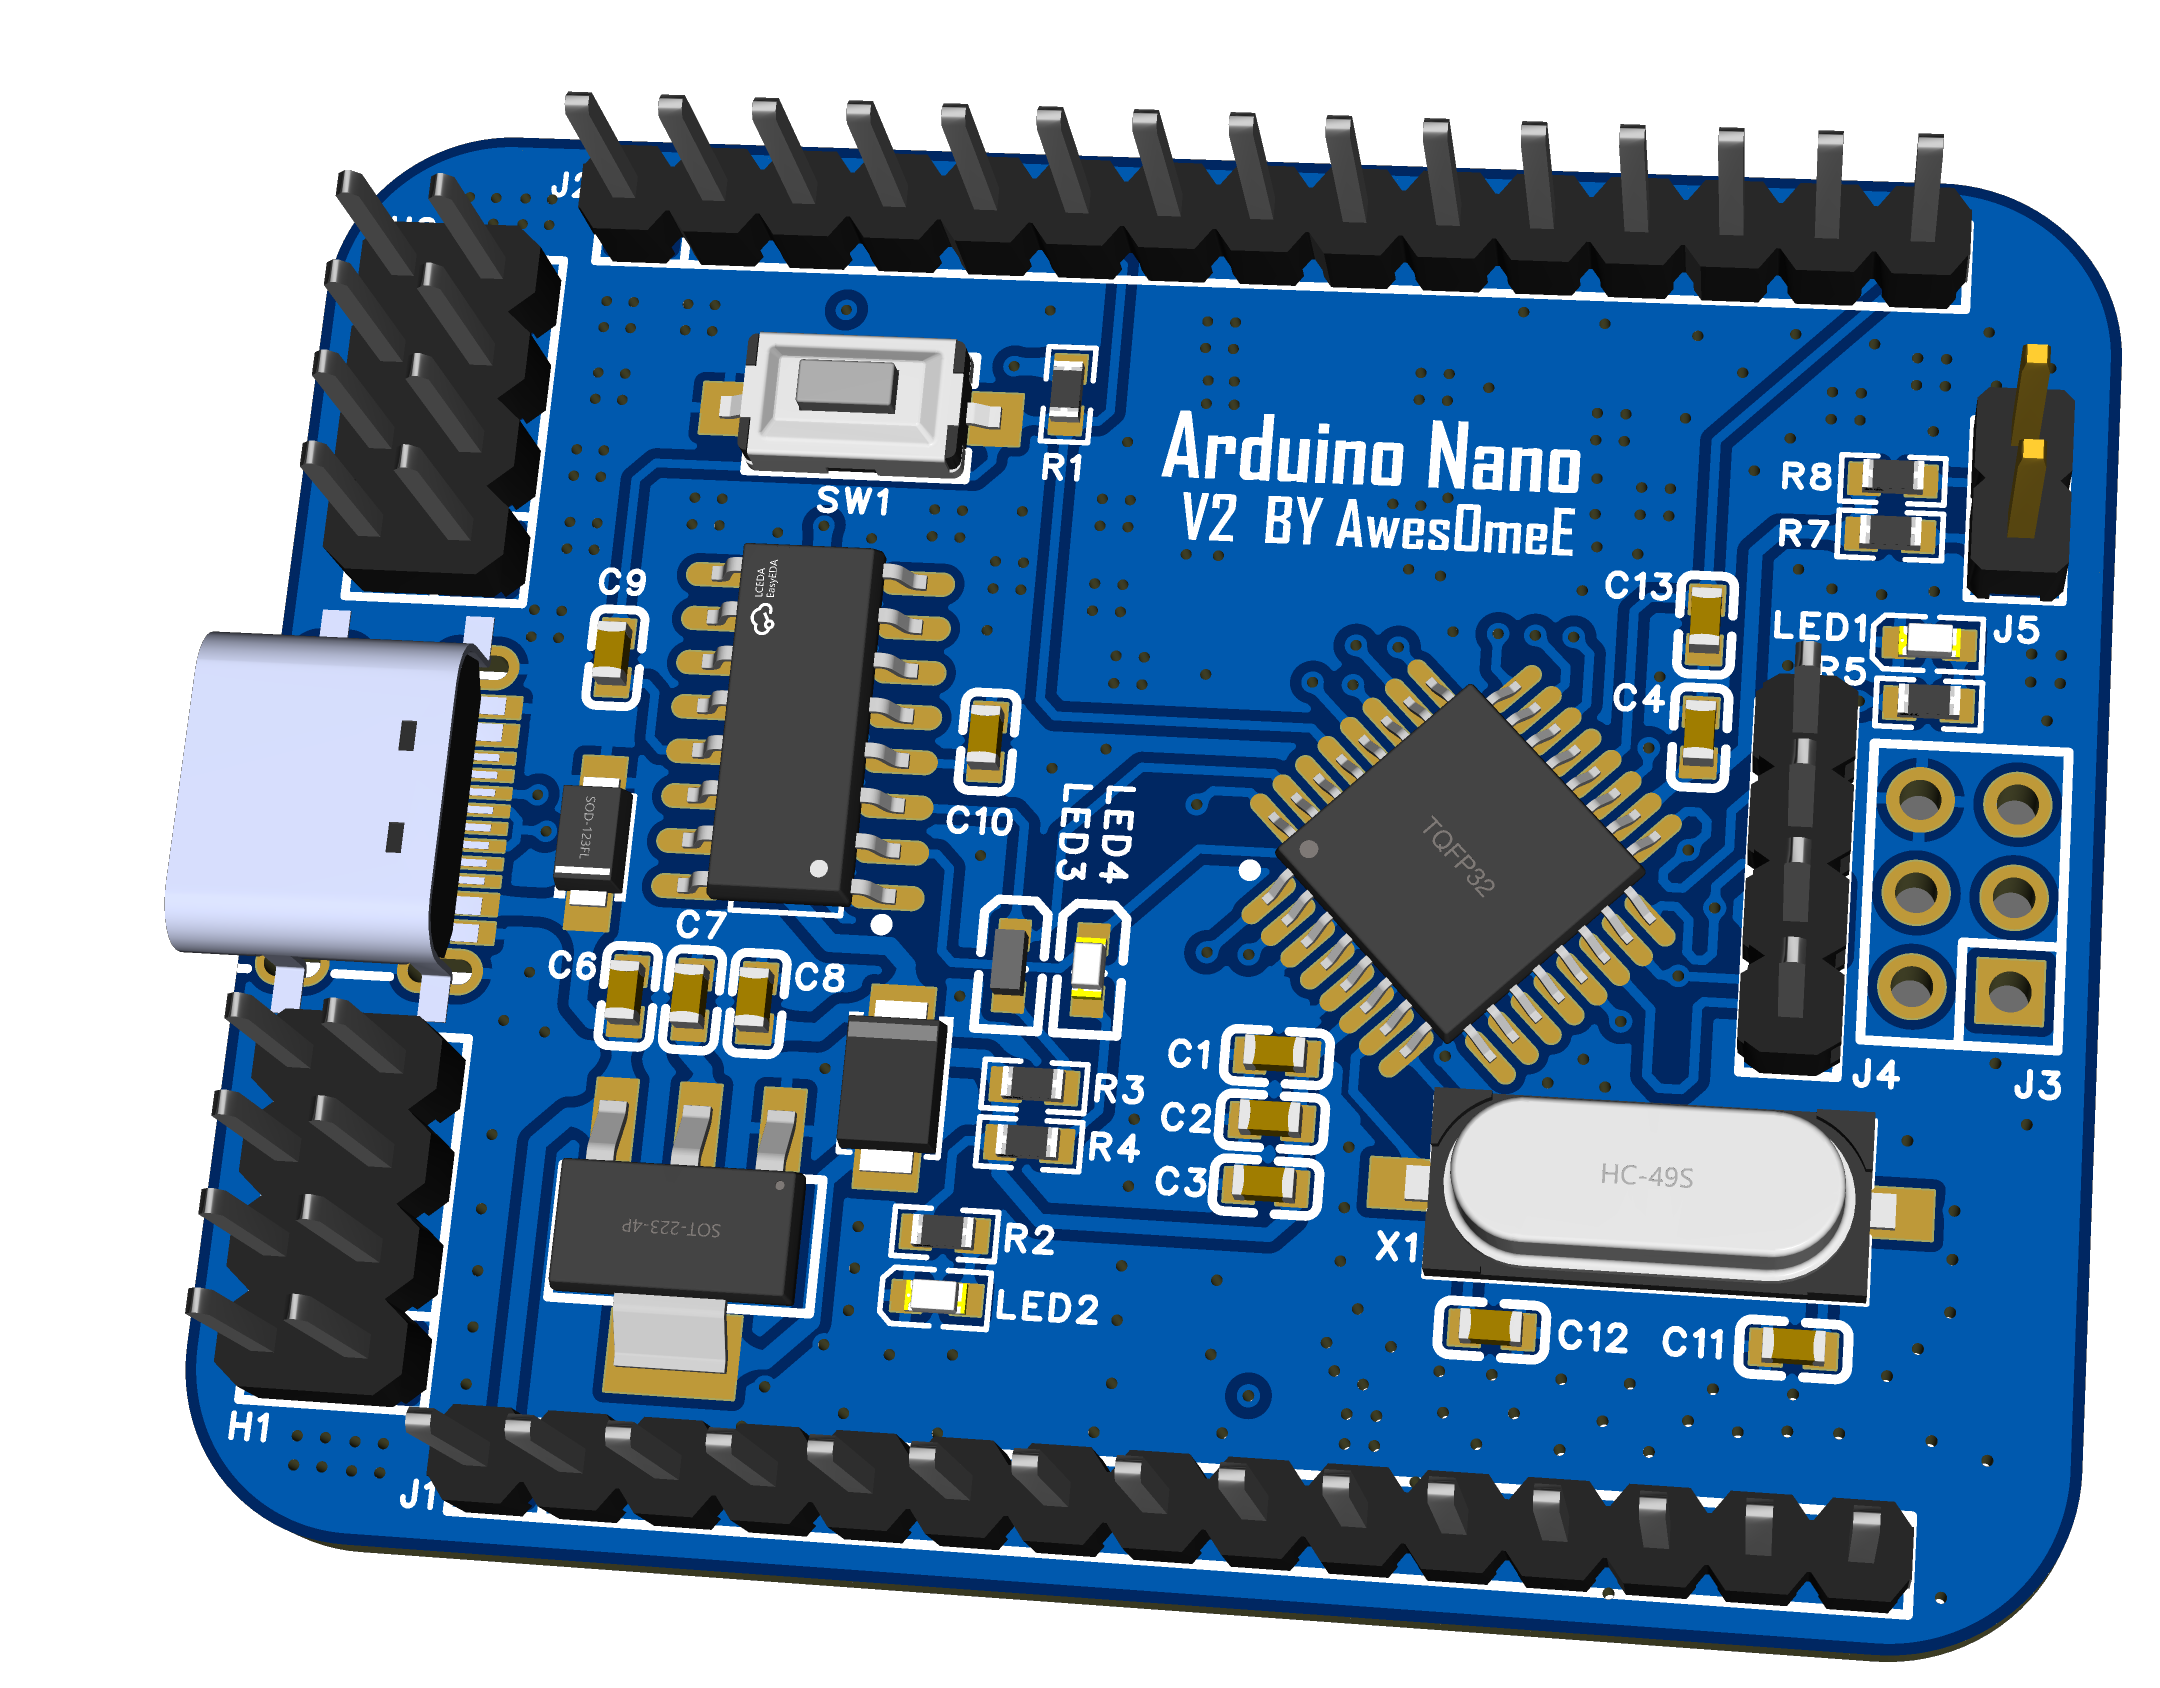 J2
SW1
R1
Arduino Nano
V2 BY AwesOmeE
R8
R7
C9
LCEDA
EasyEDA
C13
LED1
J5
R5
C4
C10
LED3
LED4
SOD-123FL
TQFP32
C7
C6
C8
C1
R3
J4
J3
C2
R4
C3
HC-49S
SOT-223-4P
R2
X1
LED2
C12
C11
H1
J1